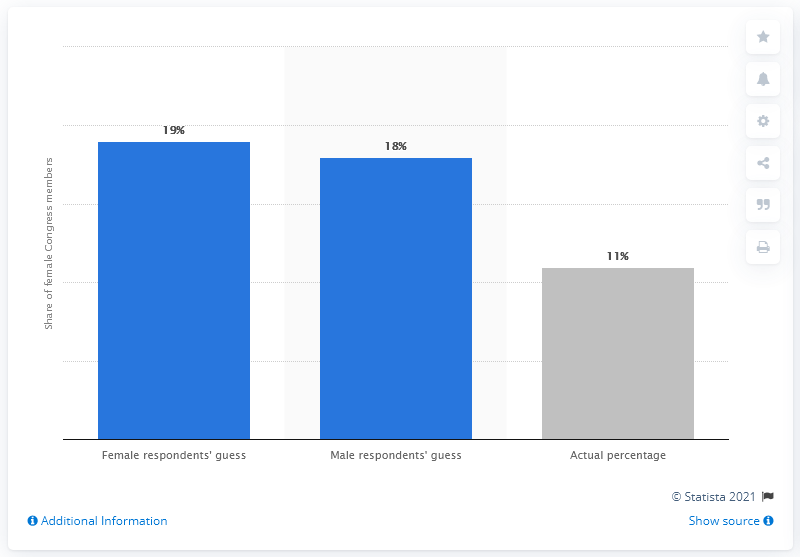 Share of female Congress members
19%
18%
11%
Female respondents' guess
Male respondents' guess
Actual percentage
© Statista 2021
Additional Information
Show source